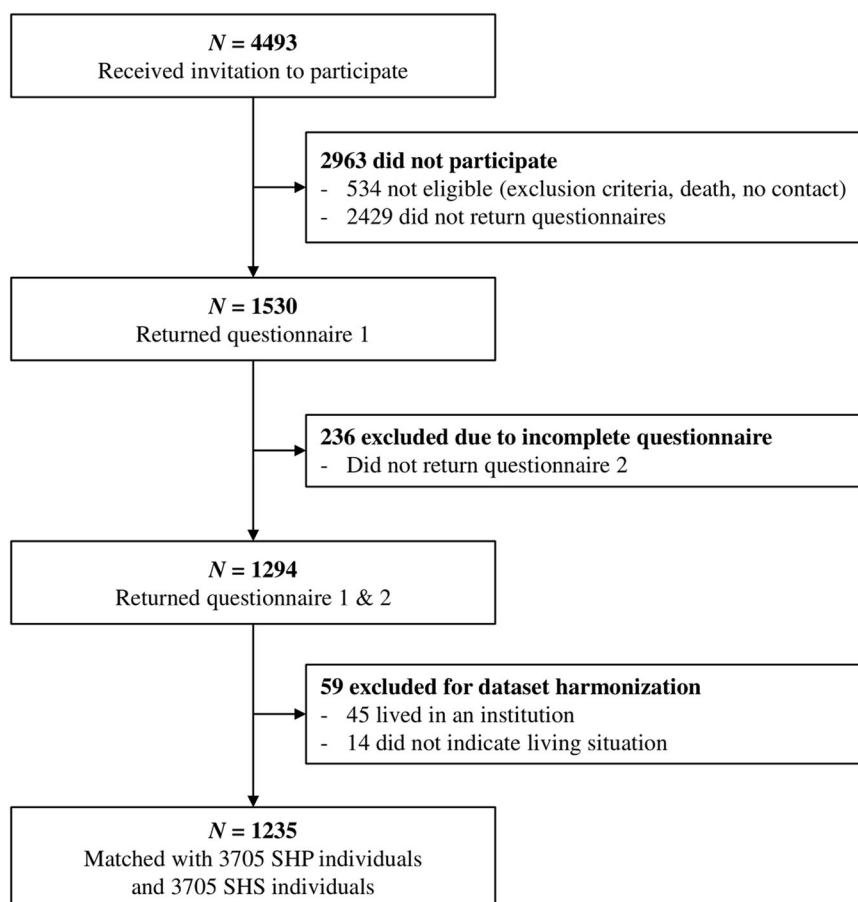 N = 4493
Received invitation to participate
2963 did not participate
- 534 not eligible (exclusion criteria, death, no contact)
- 2429 did not return questionnaires
N = 1530
Returned questionnaire 1
236 excluded due to incomplete questionnaire
- Did not return questionnaire 2
N = 1294
Returned questionnaire 1 & 2
59 excluded for dataset harmonization
- 45 lived in an institution
- 14 did not indicate living situation
N = 1235
Matched with 3705 SHP individuals
and 3705 SHS individuals